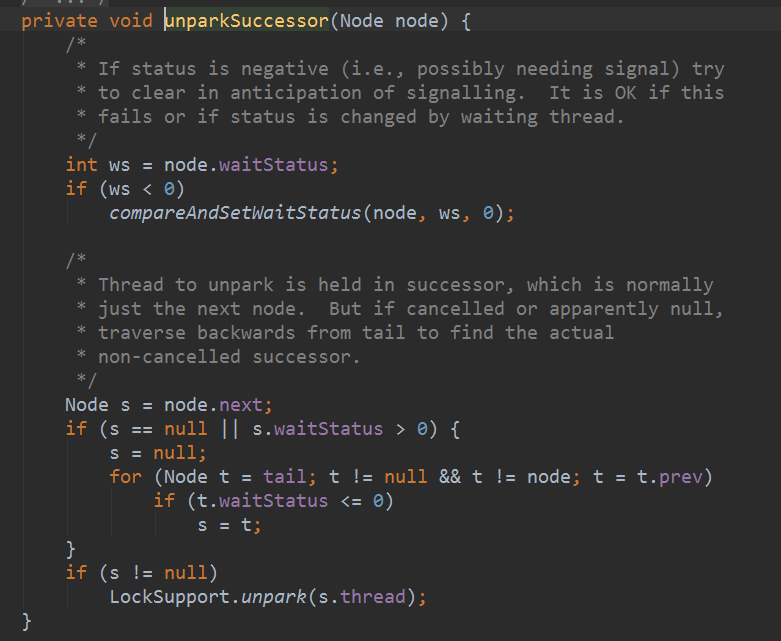 private void unparkSuccessor(Node node) {
    /*
     * If status is negative (i.e., possibly needing signal) try
     * to clear in anticipation of signalling.  It is OK if this
     * fails or if status is changed by waiting thread.
     */
    int ws = node.waitStatus;
    if (ws < 0)
        compareAndSetWaitStatus(node, ws, 0);

    /*
     * Thread to unpark is held in successor, which is normally
     * just the next node.  But if cancelled or apparently null,
     * traverse backwards from tail to find the actual
     * non-cancelled successor.
     */
    Node s = node.next;
    if (s == null || s.waitStatus > 0) {
        s = null;
        for (Node t = tail; t != null && t != node; t = t.prev)
            if (t.waitStatus <= 0)
                s = t;
    }
    if (s != null)
        LockSupport.unpark(s.thread);
}